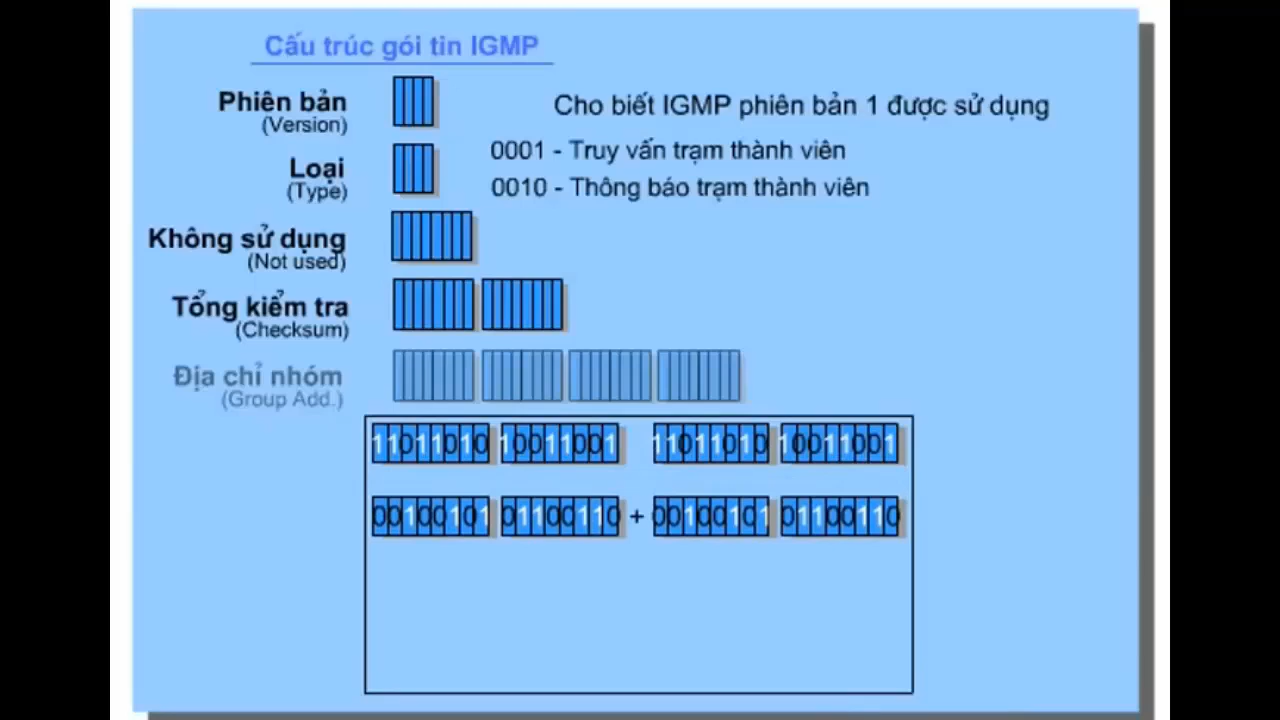 Cấu trúc gói tin IGMP
Phiên bản
(Version)
Cho biết IGMP phiên bản 1 được sử dụng
Loại
(Type)
0001 - Truy vấn trạm thành viên
0010 - Thông báo trạm thành viên
Không sử dụng
(Not used)
Tổng kiểm tra
(Checksum)
Địa chỉ nhóm
(Group Add.)
11011010 10011001 11011010 10011001
00100101 01100110 + 00100101 01100110